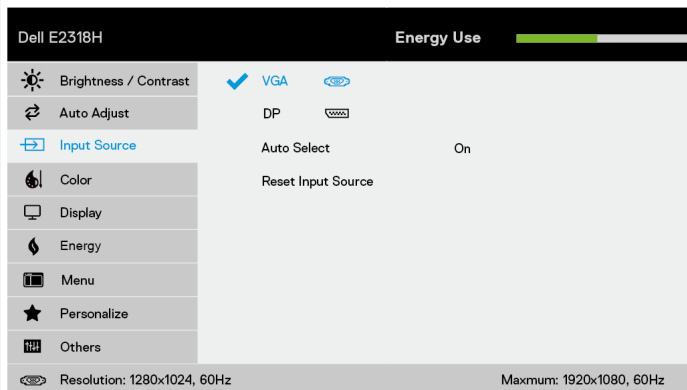 Dell E2318H Energy Use
Brightness / Contrast VGA
Auto Adjust DP
Input Source Auto Select On
Color Reset Input Source
Display
Energy
Menu
Personalize
Others
Resolution: 1280x1024, 60Hz Maxmum: 1920x1080, 60Hz